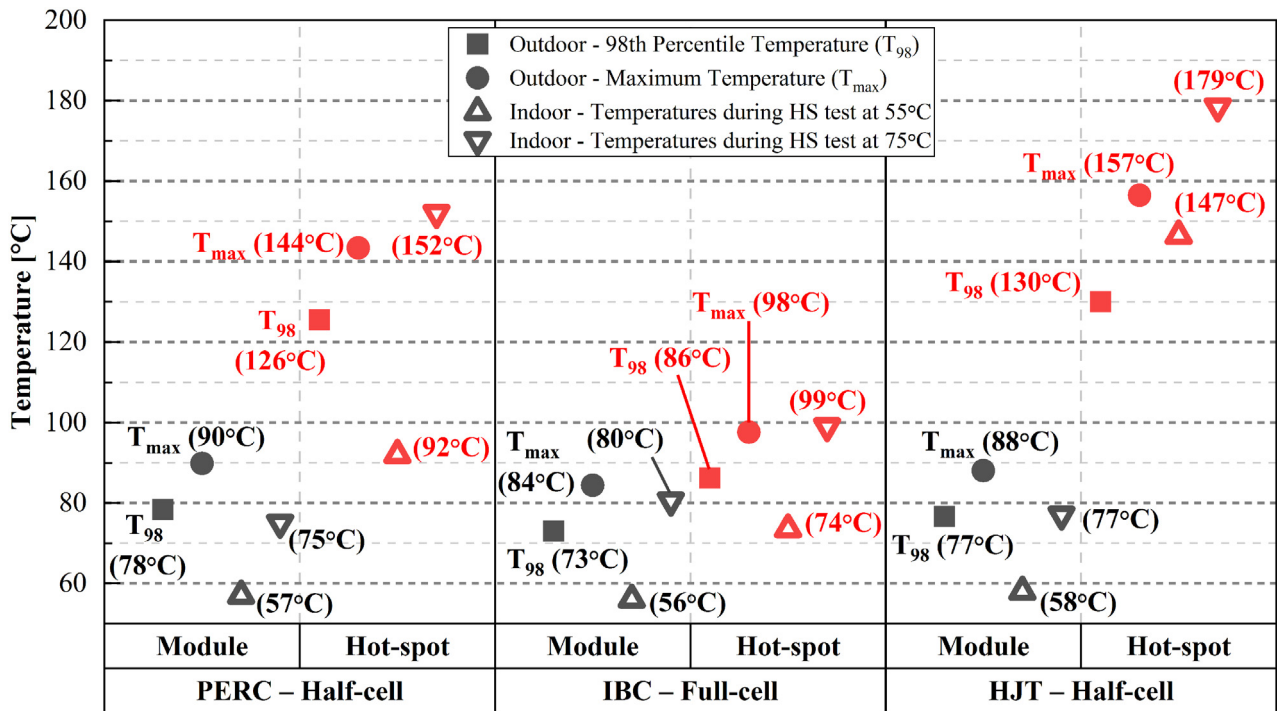 200
180
160
140
120
100
80
60
Temperature [°C]
Outdoor - 98th Percentile Temperature (T98)
Outdoor - Maximum Temperature (Tmax)
Indoor - Temperatures during HS test at 55°C
Indoor - Temperatures during HS test at 75°C
Tmax (144°C)
(152°C)
T98
(126°C)
Tmax (90°C)
(92°C)
T98
(78°C)
(75°C)
(57°C)
Tmax (98°C)
T98 (86°C)
(99°C)
Tmax
(84°C)
(80°C)
T98 (73°C)
(74°C)
(56°C)
(179°C)
Tmax (157°C)
(147°C)
T98 (130°C)
Tmax (88°C)
T98 (77°C)
(77°C)
(58°C)
Module
Hot-spot
Module
Hot-spot
Module
Hot-spot
PERC – Half-cell
IBC – Full-cell
HJT – Half-cell